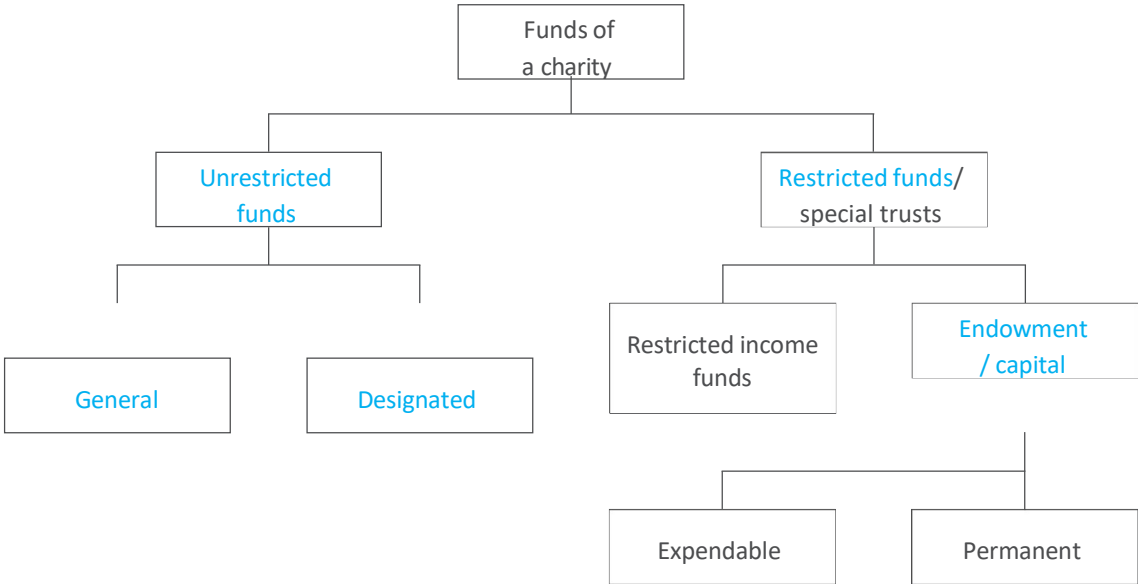 Funds of
a charity
Unrestricted
funds
Restricted funds/
special trusts
Restricted income
funds
Endowment
/ capital
General
Designated
Expendable
Permanent